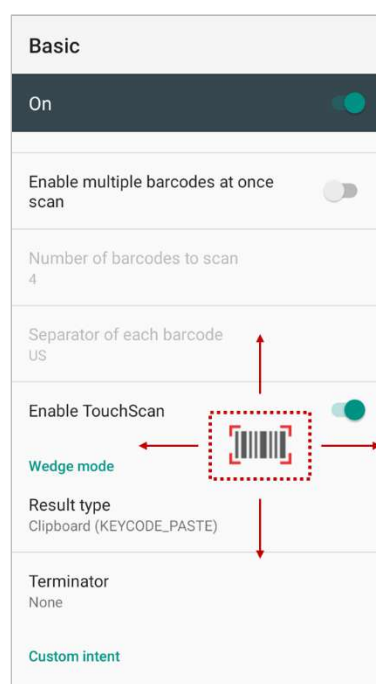 Basic
On
Enable multiple barcodes at once
scan
Number of barcodes to scan
4
Separator of each barcode
US
Enable TouchScan
Wedge mode
Result type
Clipboard (KEYCODE_PASTE)
Terminator
None
Custom intent